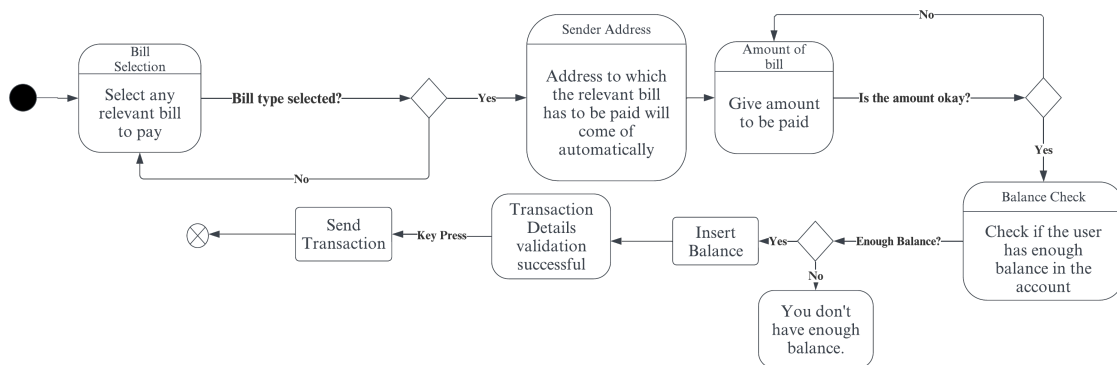 Bill
Selection
Select any
relevant bill
to pay
Bill type selected?
Yes
No
Sender Address
Address to which
the relevant bill
has to be paid will
come of
automatically
Amount of
bill
Give amount
to be paid
Is the amount okay?
No
Yes
Balance Check
Check if the user
has enough
balance in the
account
Enough Balance?
Yes
No
You don't
have enough
balance.
Insert
Balance
Transaction
Details
validation
successful
Key Press
Send
Transaction